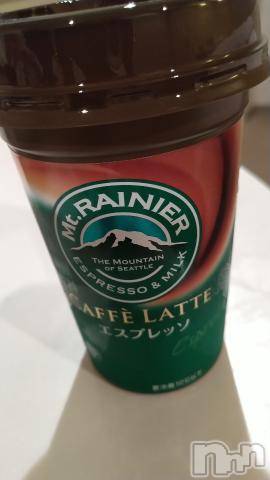 Mt. RAINIER
THE MOUNTAIN
OF SEATTLE
ESPRESSO & MILK
CAFFÈ LATTE
エスプレッソ